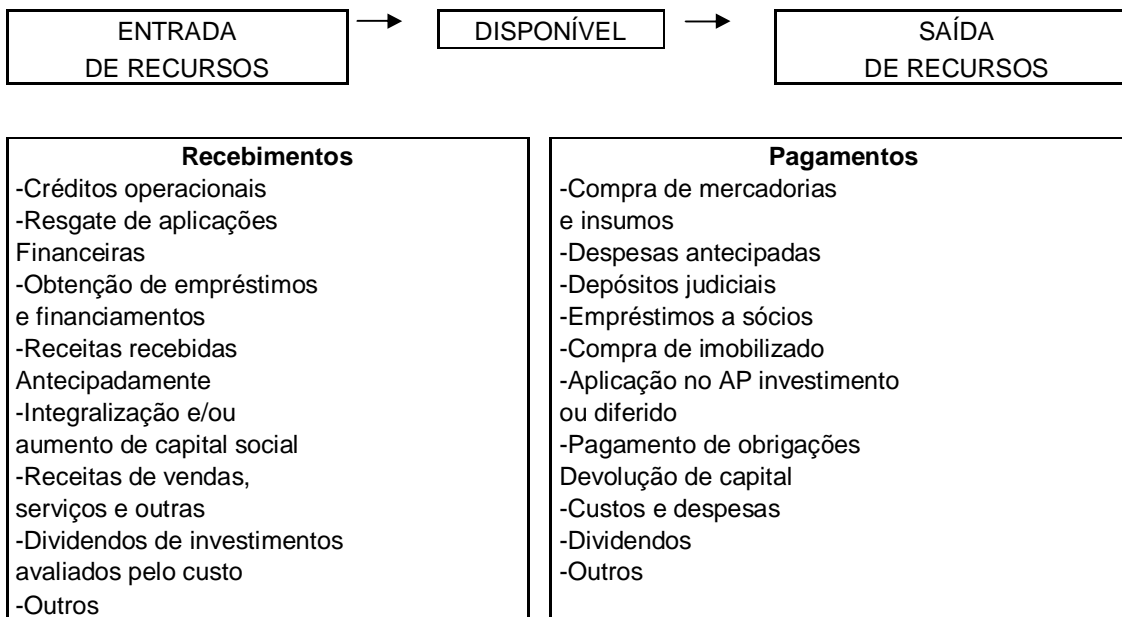 ENTRADA
DE RECURSOS
DISPONÍVEL
SAÍDA
DE RECURSOS
Recebimentos
-Créditos operacionais
-Resgate de aplicações
Financeiras
-Obtenção de empréstimos
e financiamentos
-Receitas recebidas
Antecipadamente
-Integralização e/ou
aumento de capital social
-Receitas de vendas,
serviços e outras
-Dividendos de investimentos
avaliados pelo custo
-Outros
Pagamentos
-Compra de mercadorias
e insumos
-Despesas antecipadas
-Depósitos judiciais
-Empréstimos a sócios
-Compra de imobilizado
-Aplicação no AP investimento
ou diferido
-Pagamento de obrigações
Devolução de capital
-Custos e despesas
-Dividendos
-Outros